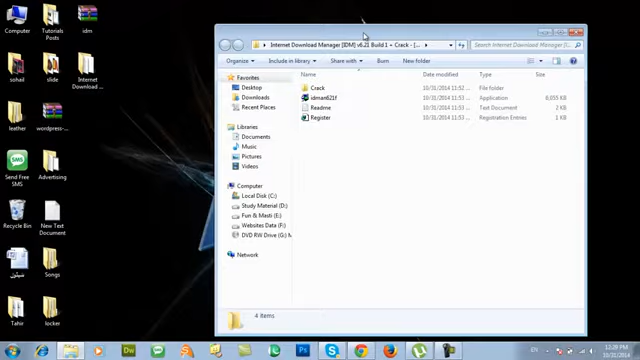 Computer
Tutorials
Posts
idm
sohail
slide
Internet
Download ...
leather
wordpress-...
Send Free
SMS
Advertising
Recycle Bin
New Text
Document
Songs
Tahir
locker
Internet Download Manager [IDM] v6.21 Build 1 + Crack - [...
Search Internet Download Manager [I...
Organize
Include in library
Share with
Burn
New folder
Name
Date modified
Type
Size
Favorites
Desktop
Downloads
Recent Places
Libraries
Documents
Music
Pictures
Videos
Computer
Local Disk (C:)
Study Material (D:)
Fun & Masti (E:)
Websites Data (F:)
DVD RW Drive (G:) M
Network
Crack
10/31/2014 11:52 ...
File folder
idman621f
10/31/2014 11:53 ...
Application
6,055 KB
Readme
10/31/2014 11:53 ...
Text Document
2 KB
Register
10/31/2014 11:53 ...
Registration Entries
1 KB
4 items
EN
12:29 PM
10/31/2014